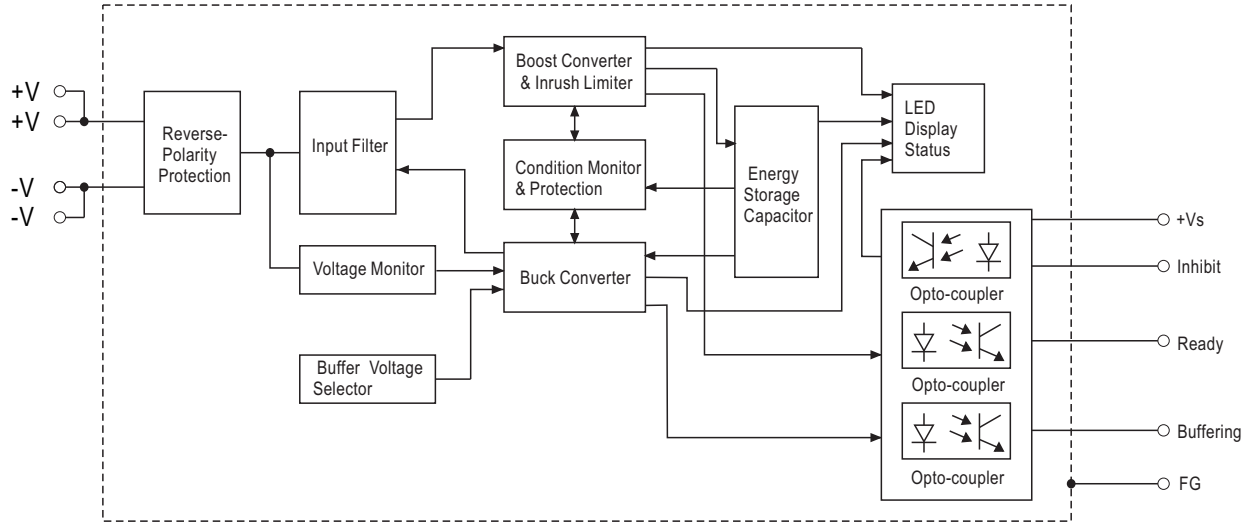 +V
+V
-V
-V
Reverse-
Polarity
Protection
Input Filter
Voltage Monitor
Buffer Voltage
Selector
Boost Converter
& Inrush Limiter
Condition Monitor
& Protection
Buck Converter
Energy
Storage
Capacitor
LED
Display
Status
Opto-coupler
Opto-coupler
Opto-coupler
+Vs
Inhibit
Ready
Buffering
FG